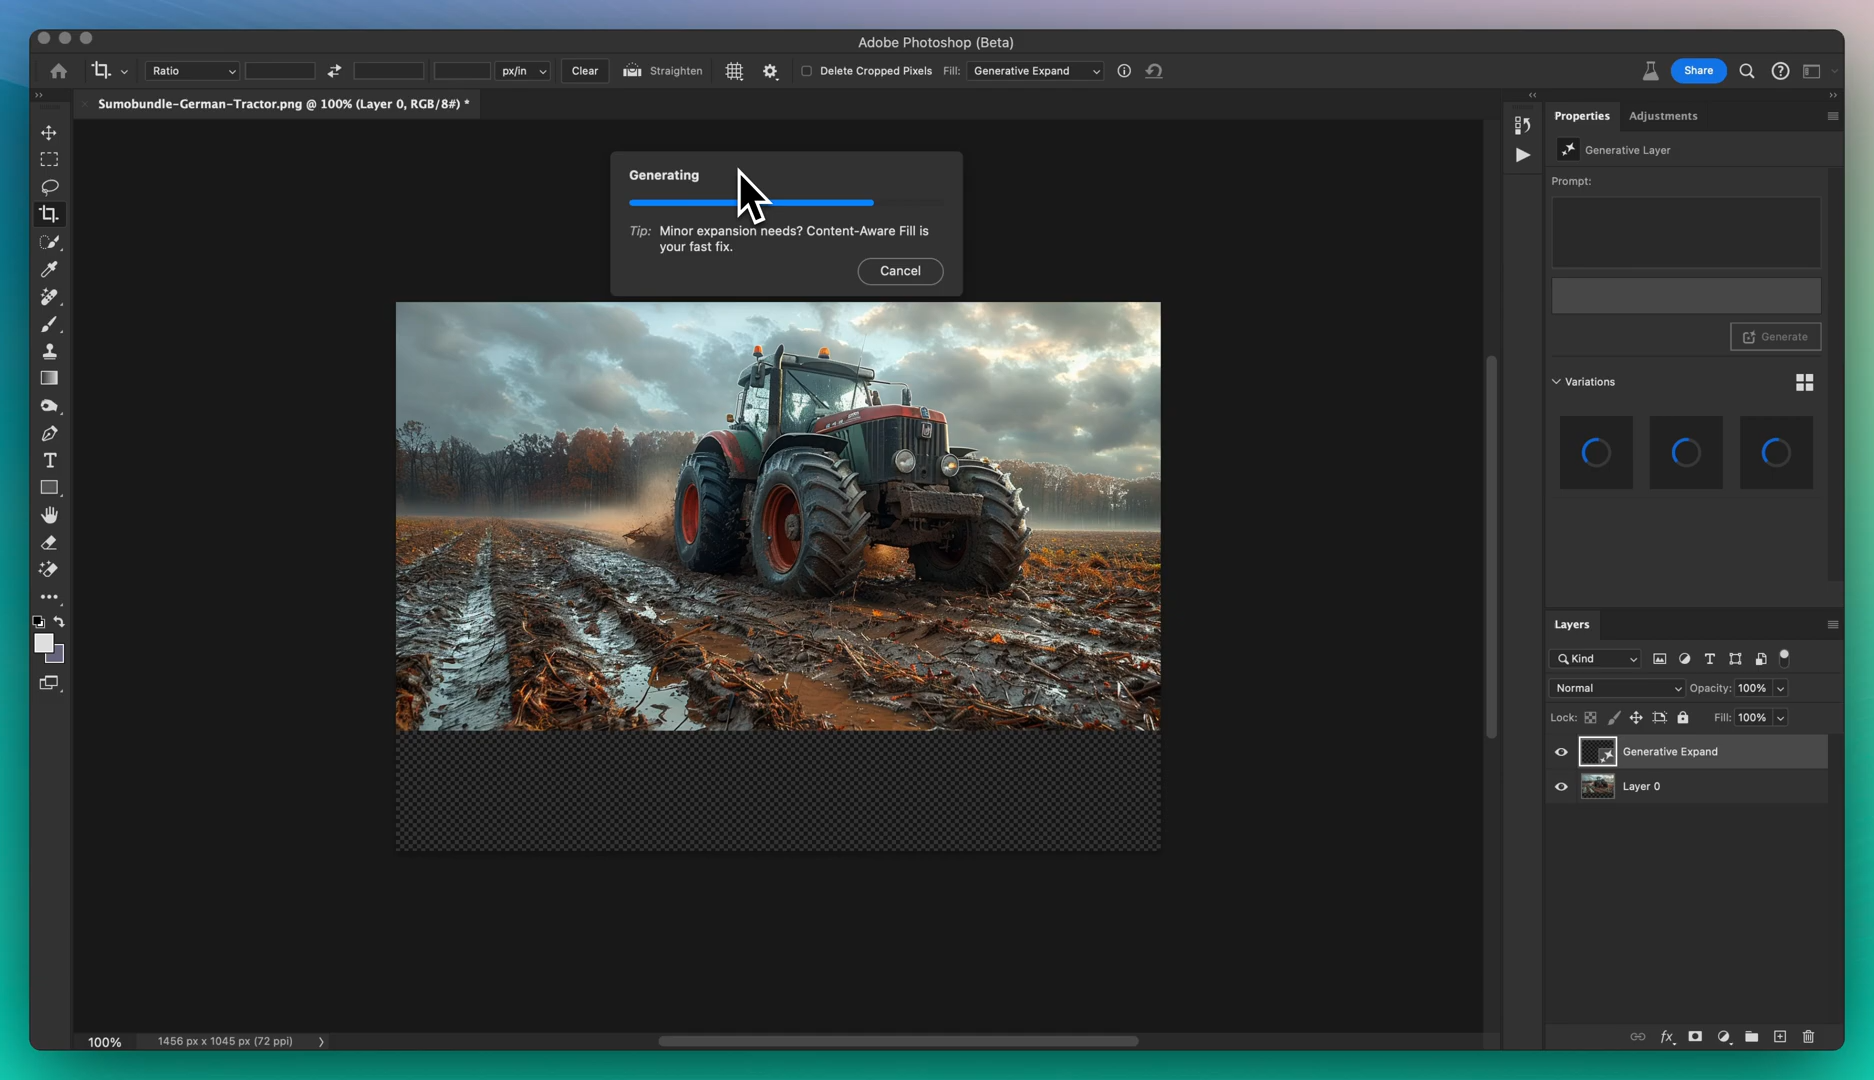 Adobe Photoshop (Beta)
Ratio
px/in
Clear
Straighten
Delete Cropped Pixels
Fill:
Generative Expand
Share
Sumobundle-German-Tractor.png @ 100% (Layer 0, RGB/8#) *
Properties
Adjustments
Generative Layer
Prompt:
Generate
Variations
Generating
Tip: Minor expansion needs? Content-Aware Fill is
your fast fix.
Cancel
Layers
Kind
Normal
Opacity: 100%
Lock:
Fill: 100%
Generative Expand
Layer 0
100%
1456 px x 1045 px (72 ppi)